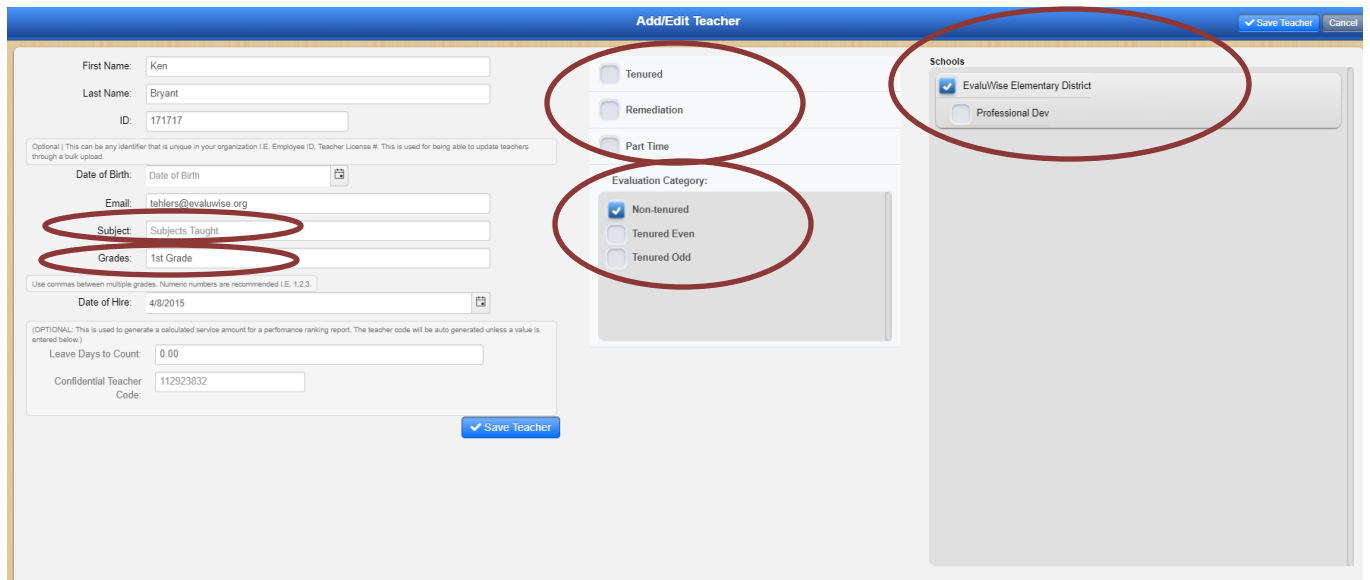 Add/Edit Teacher
Save Teacher
Cancel
First Name:
Ken
Last Name:
Bryant
ID:
171717
Optional | This can be any identifier that is unique in your organization I.E. Employee ID, Teacher License #. This is used for being able to update teachers
through a bulk upload.
Date of Birth:
Date of Birth
Email:
tehlers@evaluwise.org
Subject:
Subjects Taught
Grades:
1st Grade
Use commas between multiple grades. Numeric numbers are recommended I.E. 1,2,3.
Date of Hire:
4/8/2015
(OPTIONAL: This is used to generate a calculated service amount for a perfomance ranking report. The teacher code will be auto generated unless a value is
entered below.)
Leave Days to Count:
0.00
Confidential Teacher
Code:
112923832
Save Teacher
Tenured
Remediation
Part Time
Evaluation Category:
Non-tenured
Tenured Even
Tenured Odd
Schools
EvaluWise Elementary District
Professional Dev